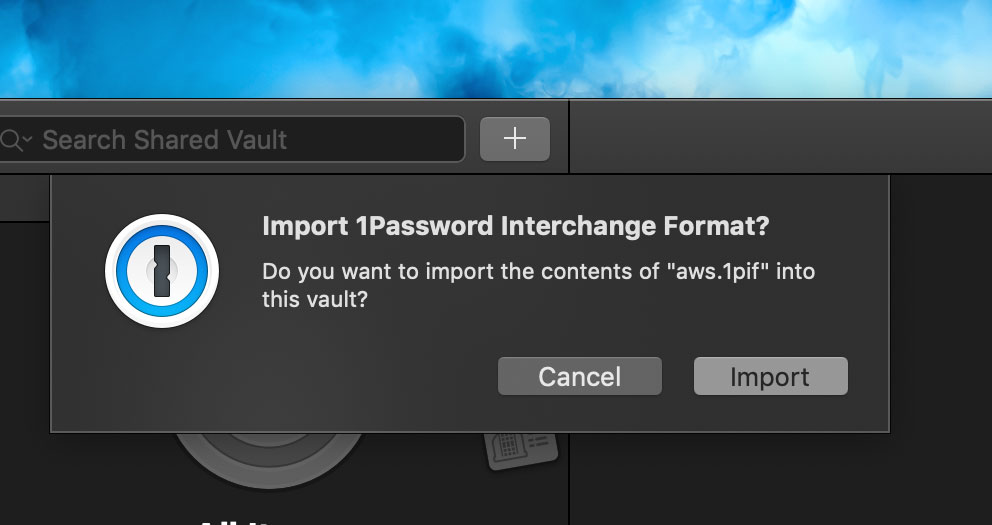 Search Shared Vault
Import 1Password Interchange Format?
Do you want to import the contents of "aws.1pif" into
this vault?
Cancel
Import